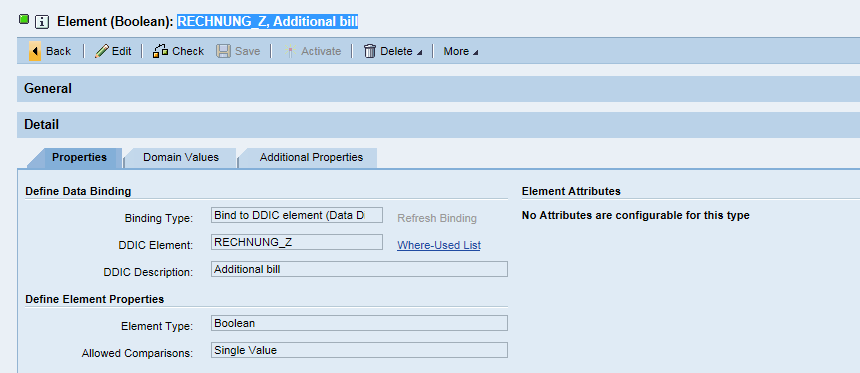 Element (Boolean): RECHNUNG_Z, Additional bill
Back Edit Check Save Activate Delete More
General
Detail
Properties Domain Values Additional Properties
Define Data Binding
Element Attributes
Binding Type: Bind to DDIC element (Data D Refresh Binding
No Attributes are configurable for this type
DDIC Element: RECHNUNG_Z Where-Used List
DDIC Description: Additional bill
Define Element Properties
Element Type: Boolean
Allowed Comparisons: Single Value